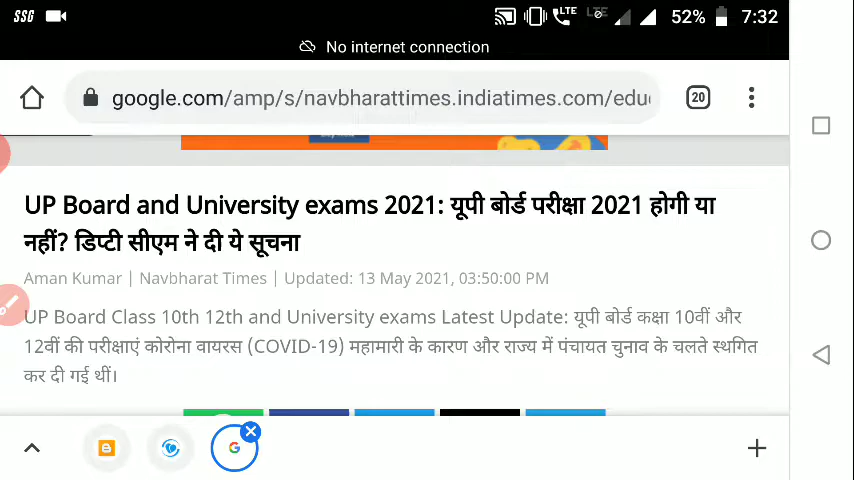 SSG LTE LTE 52% 7:32
No internet connection
google.com/amp/s/navbharattimes.indiatimes.com/edu 20
UP Board and University exams 2021: यूपी बोर्ड परीक्षा 2021 होगी या
नहीं? डिप्टी सीएम ने दी ये सूचना
Aman Kumar | Navbharat Times | Updated: 13 May 2021, 03:50:00 PM
UP Board Class 10th 12th and University exams Latest Update: यूपी बोर्ड कक्षा 10वीं और
12वीं की परीक्षाएं कोरोना वायरस (COVID-19) महामारी के कारण और राज्य में पंचायत चुनाव के चलते स्थगित
कर दी गई थीं।